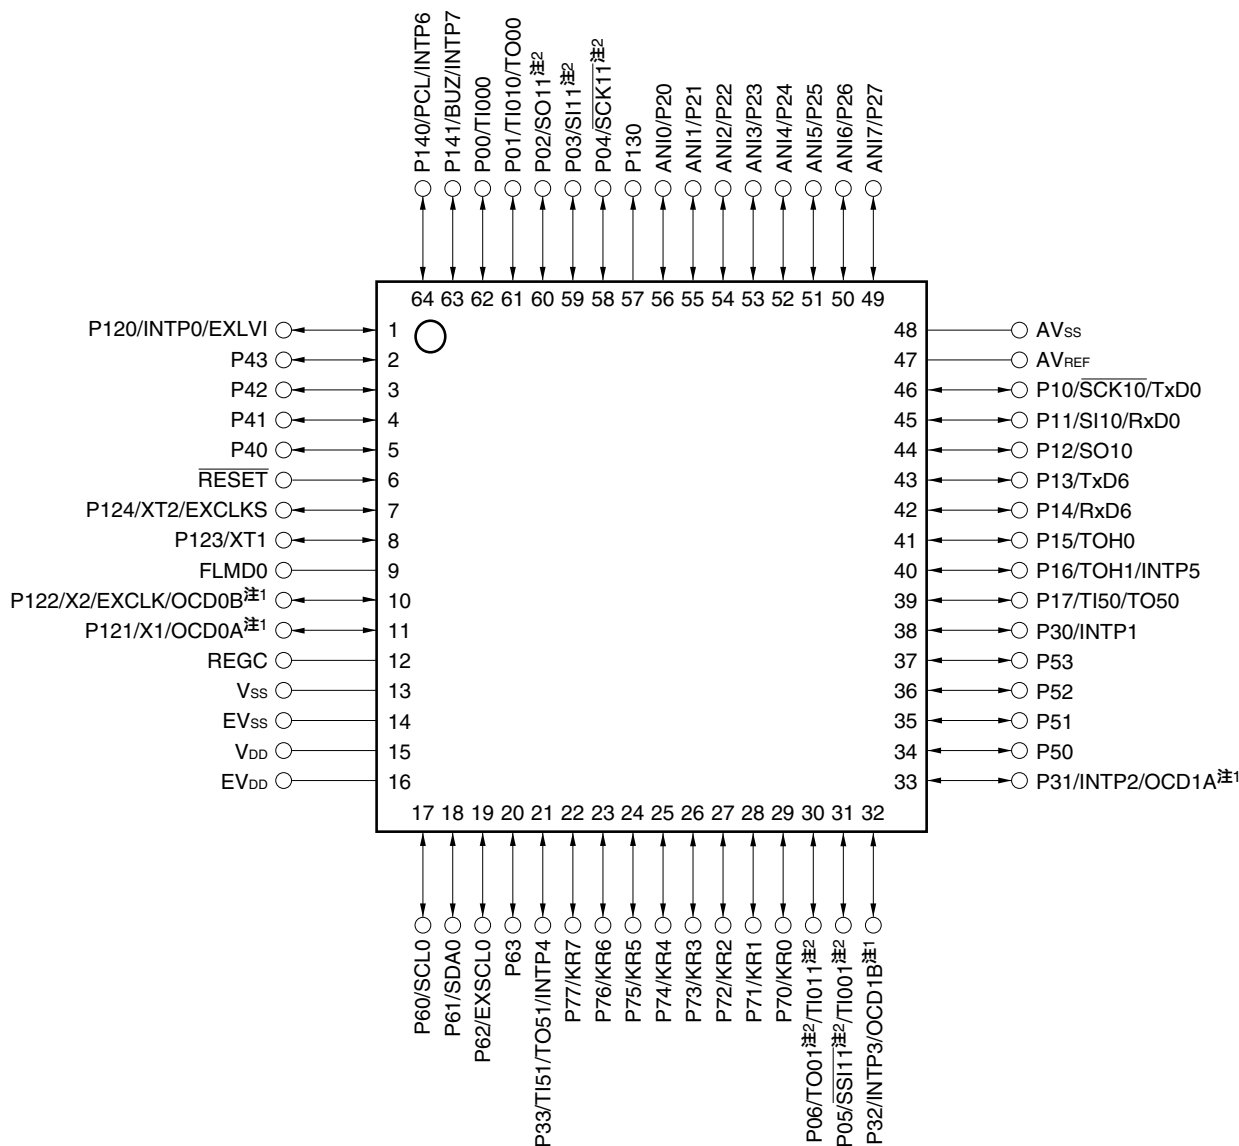 P140/PCL/INTP6
P141/BUZ/INTP7
P00/TI000
P01/TI010/TO00
P02/SO11注2
P03/SI11注2
P04/SCK11注2
P130
ANI0/P20
ANI1/P21
ANI2/P22
ANI3/P23
ANI4/P24
ANI5/P25
ANI6/P26
ANI7/P27
64 63 62 61 60 59 58 57 56 55 54 53 52 51 50 49
P120/INTP0/EXLVI 1
P43 2
P42 3
P41 4
P40 5
RESET 6
P124/XT2/EXCLKS 7
P123/XT1 8
FLMD0 9
P122/X2/EXCLK/OCD0B注1 10
P121/X1/OCD0A注1 11
REGC 12
VSS 13
EVSS 14
VDD 15
EVDD 16
48 AVSS
47 AVREF
46 P10/SCK10/TxD0
45 P11/SI10/RxD0
44 P12/SO10
43 P13/TxD6
42 P14/RxD6
41 P15/TOH0
40 P16/TOH1/INTP5
39 P17/TI50/TO50
38 P30/INTP1
37 P53
36 P52
35 P51
34 P50
33 P31/INTP2/OCD1A注1
17 18 19 20 21 22 23 24 25 26 27 28 29 30 31 32
P60/SCL0
P61/SDA0
P62/EXSCL0
P63
P33/TI51/TO51/INTP4
P77/KR7
P76/KR6
P75/KR5
P74/KR4
P73/KR3
P72/KR2
P71/KR1
P70/KR0
P06/TO01注2/TI011注2
P05/SSI11注2/TI001注2
P32/INTP3/OCD1B注1